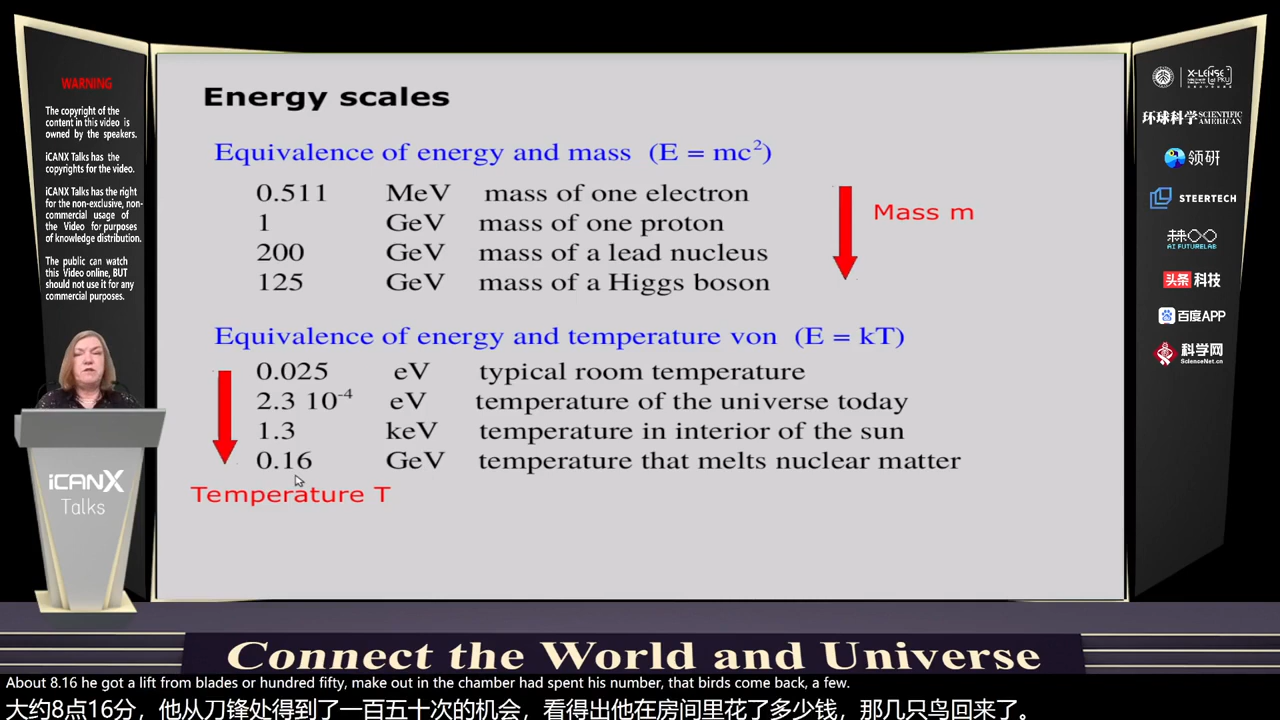 WARNING
The copyright of the
content in this video is
owned by the speakers.
iCANX Talks has the
copyrights for the video.
iCANX Talks has the right
for the non-exclusive, non-
commercial usage of
the Video for purposes
of knowledge distribution.
The public can watch
this Video online, BUT
should not use it for any
commercial purposes.
iCANX
Talks
Energy scales
Equivalence of energy and mass (E = mc²)
0.511 MeV mass of one electron
1 GeV mass of one proton
200 GeV mass of a lead nucleus
125 GeV mass of a Higgs boson
Mass m
Equivalence of energy and temperature von (E = kT)
0.025 eV typical room temperature
2.3 10⁻⁴ eV temperature of the universe today
1.3 keV temperature in interior of the sun
0.16 GeV temperature that melts nuclear matter
Temperature T
X-LENSE
环球科学 SCIENTIFIC AMERICAN
领研
STEERTECH
AI FUTURELAB
头条 科技
百度APP
科学网
ScienceNet.cn
Connect the World and Universe
About 8.16 he got a lift from blades or hundred fifty, make out in the chamber had spent his number, that birds come back, a few.
大约8点16分，他从刀锋处得到了一百五十次的机会，看得出他在房间里花了多少钱，那几只鸟回来了。